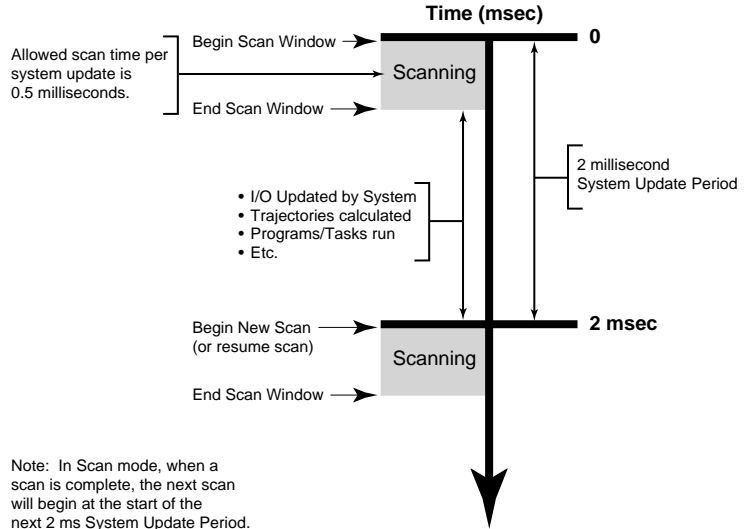 Time (msec)
0
Begin Scan Window
Allowed scan time per
system update is
0.5 milliseconds.
Scanning
End Scan Window
2 millisecond
System Update Period
• I/O Updated by System
• Trajectories calculated
• Programs/Tasks run
• Etc.
Begin New Scan
(or resume scan)
2 msec
Scanning
End Scan Window
Note: In Scan mode, when a
scan is complete, the next scan
will begin at the start of the
next 2 ms System Update Period.